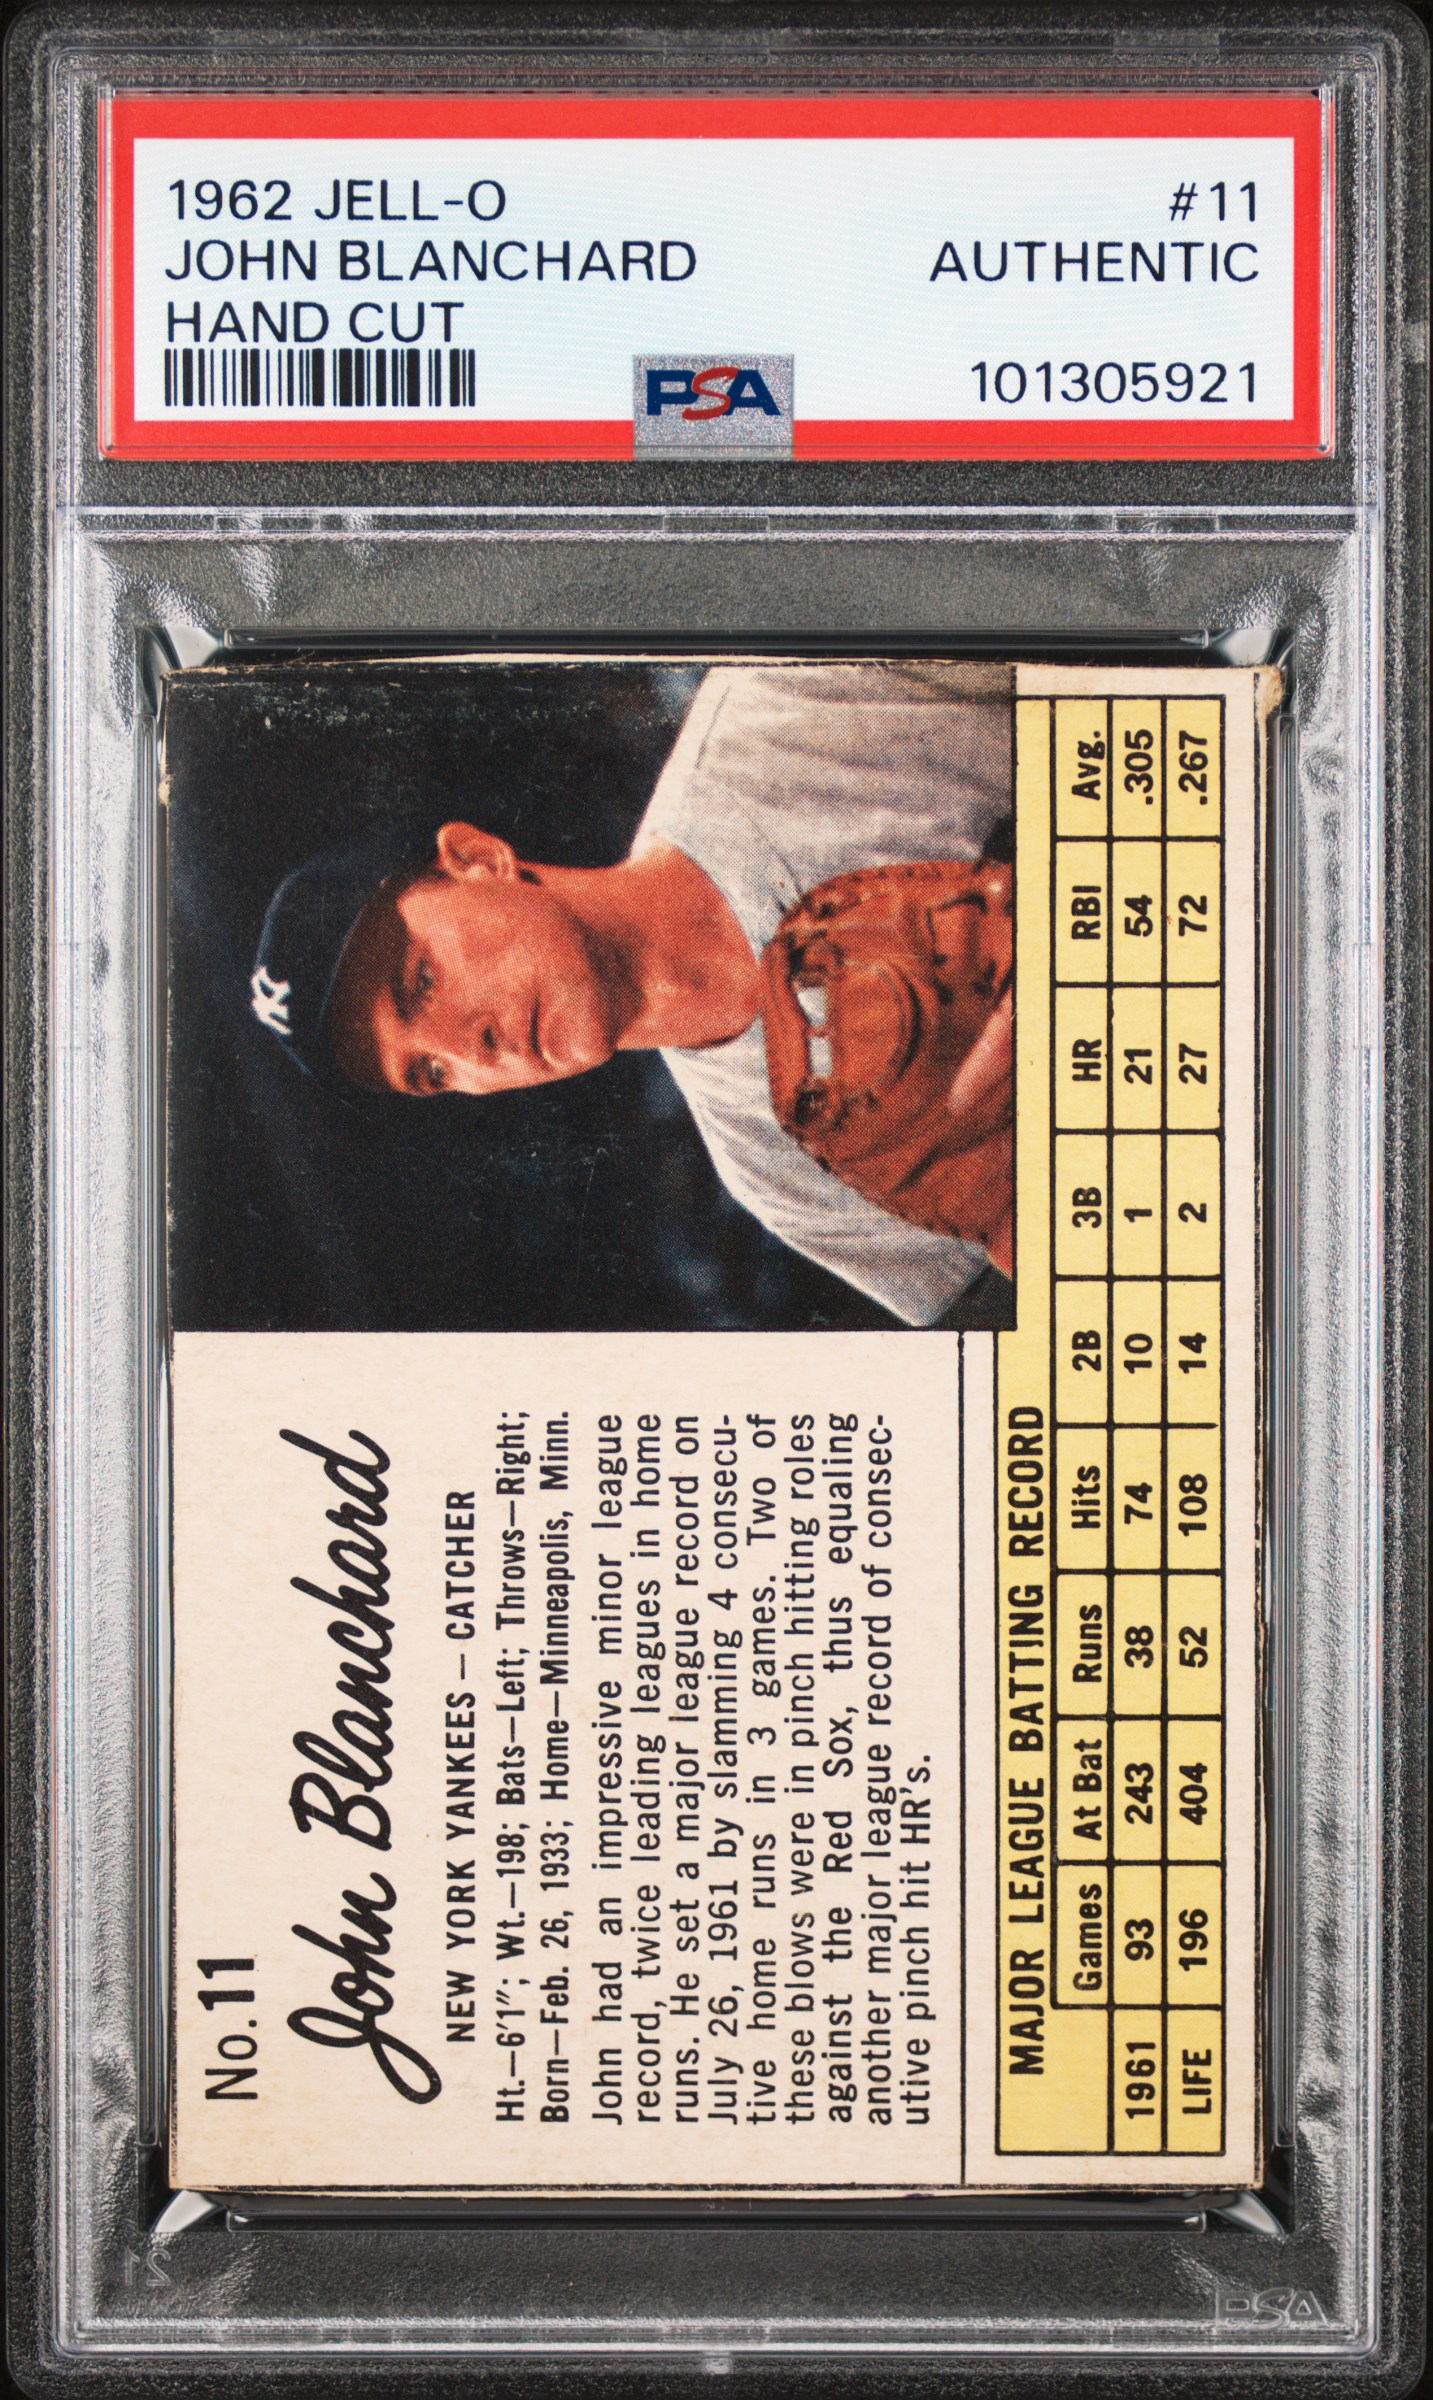 1962 JELL-O #11
JOHN BLANCHARD AUTHENTIC
HAND CUT
PSA 101305921
No. 11
John Blanchard
NEW YORK YANKEES — CATCHER
Ht.—6'1"; Wt.—198; Bats—Left; Throws—Right;
Born—Feb. 26, 1933; Home—Minneapolis, Minn.
John had an impressive minor league
record, twice leading leagues in home
runs. He set a major league record on
July 26, 1961 by slamming 4 consecu-
tive home runs in 3 games. Two of
these blows were in pinch hitting roles
against the Red Sox, thus equaling
another major league record of consec-
utive pinch hit HR's.
MAJOR LEAGUE BATTING RECORD
Games At Bat Runs Hits 2B 3B HR RBI Avg.
1961 93 243 38 74 10 1 21 54 .305
LIFE 196 404 52 108 14 2 27 72 .267
NY
21
PSA